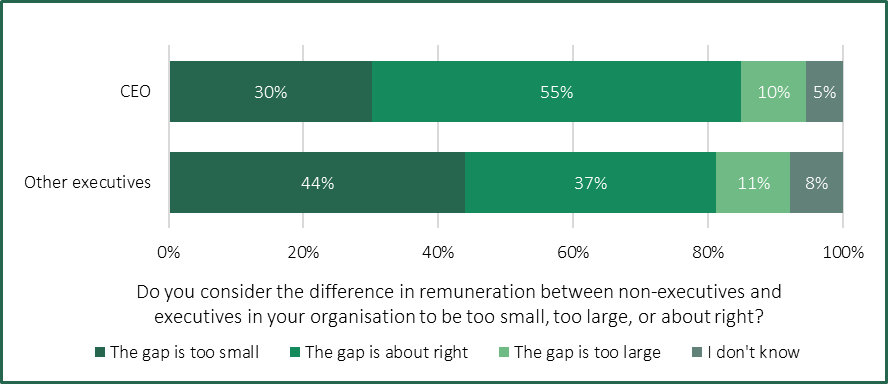 CEO
30%
55%
10%
5%
Other executives
44%
37%
11%
8%
0%
20%
40%
60%
80%
100%
Do you consider the difference in remuneration between non-executives and
executives in your organisation to be too small, too large, or about right?
The gap is too small
The gap is about right
The gap is too large
I don't know